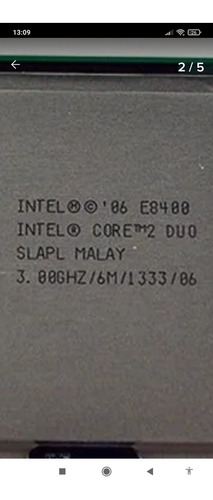 13:09
2 / 5
INTEL Ⓜ©'06 E8400
INTEL® CORE™2 DUO
SLAPL MALAY
3.00GHZ/6M/1333/06